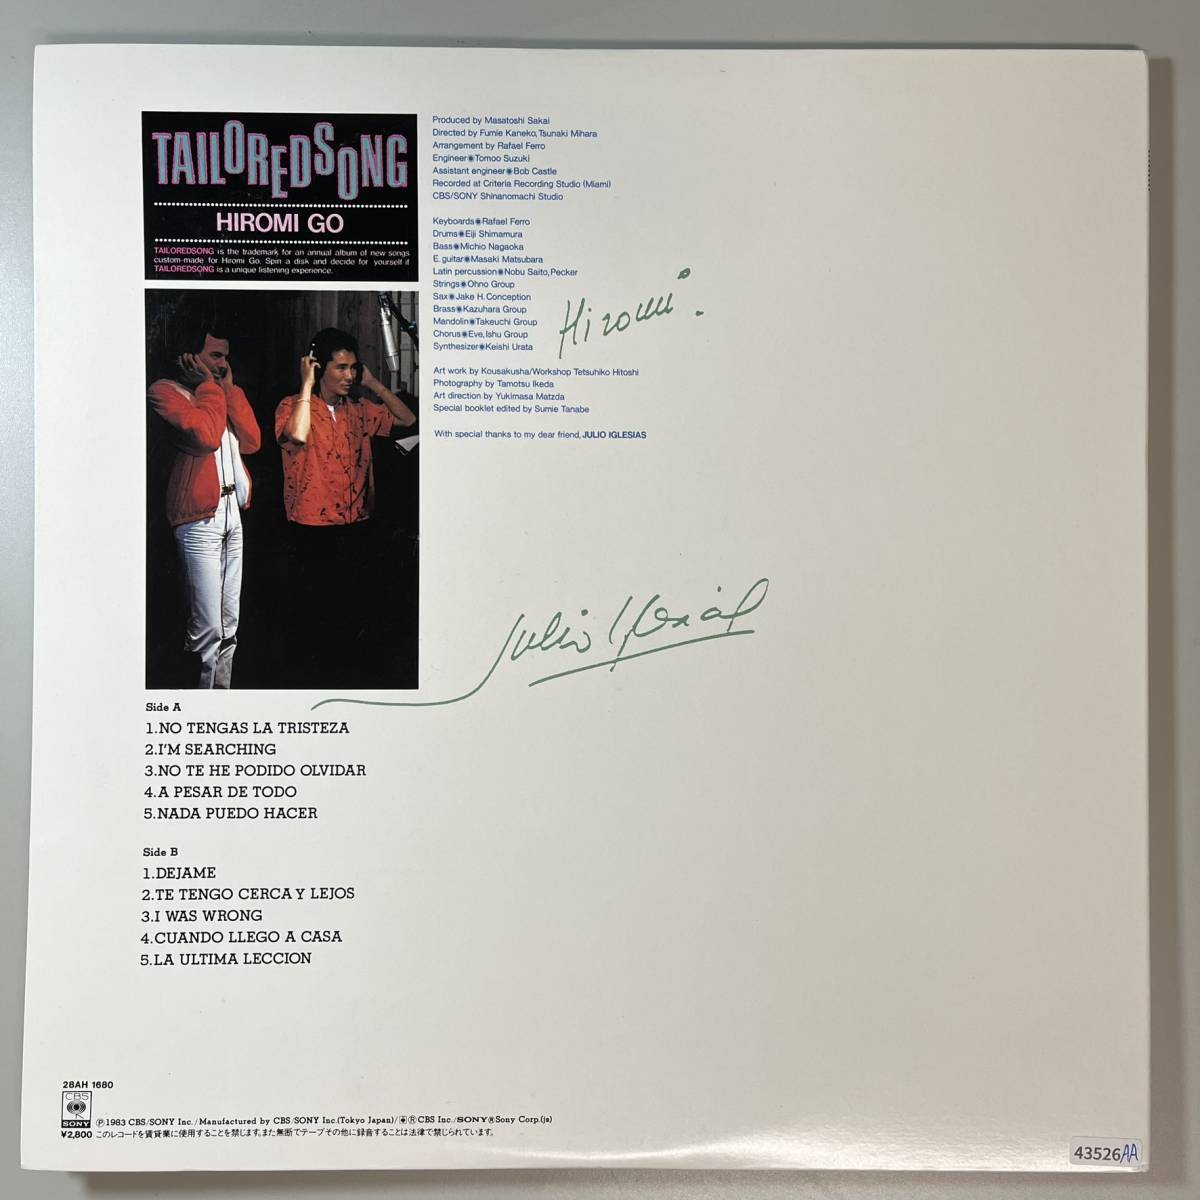 TAILOREDSONG
HIROMI GO
TAILOREDSONG is the trademark for an annual album of new songs
custom-made for Hiromi Go. Spin a disk and decide for yourself if
TAILOREDSONG is a unique listening experience.
Produced by Masatoshi Sakai
Directed by Fumie Kaneko, Tsunaki Mihara
Arrangement by Rafael Ferro
Engineer◉Tomoo Suzuki
Assistant engineer◉Bob Castle
Recorded at Criteria Recording Studio (Miami)
CBS/SONY Shinanomachi Studio
Keyboards◉Rafael Ferro
Drums◉Eiji Shimamura
Bass◉Michio Nagaoka
E. guitar◉Masaki Matsubara
Latin percussion◉Nobu Saito, Pecker
Strings◉Ohno Group
Sax◉Jake H. Conception
Brass◉Kazuhara Group
Mandolin◉Takeuchi Group
Chorus◉Eve, Ishu Group
Synthesizer◉Keishi Urata
Hiromi.
Art work by Kousakusha/Workshop Tetsuhiko Hitoshi
Photography by Tamotsu Ikeda
Art direction by Yukimasa Matzda
Special booklet edited by Sumie Tanabe
With special thanks to my dear friend, JULIO IGLESIAS
Julio Iglesias
Side A
1.NO TENGAS LA TRISTEZA
2.I'M SEARCHING
3.NO TE HE PODIDO OLVIDAR
4.A PESAR DE TODO
5.NADA PUEDO HACER
Side B
1.DEJAME
2.TE TENGO CERCA Y LEJOS
3.I WAS WRONG
4.CUANDO LLEGO A CASA
5.LA ULTIMA LECCION
28AH 1680
CBS
SONY
Ⓟ1983 CBS/SONY Inc./Manufactured by CBS/SONY Inc.(Tokyo Japan)/Ⓡ CBS Inc./SONY®Sony Corp.(js)
¥2,800 このレコードを賃貸業に使用することを禁じます。また無断でテープその他に録音することは法律で禁じられています。
43526AA